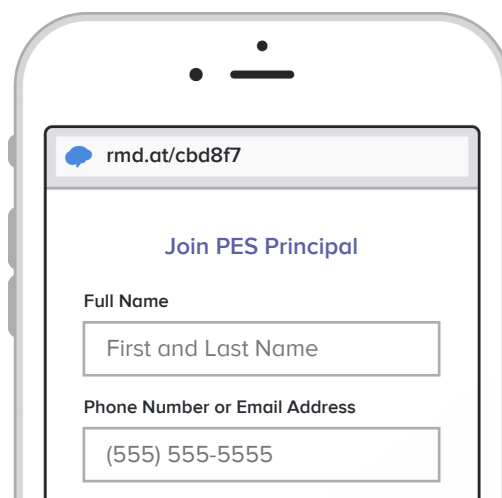 rmd.at/cbd8f7
Join PES Principal
Full Name
First and Last Name
Phone Number or Email Address
(555) 555-5555